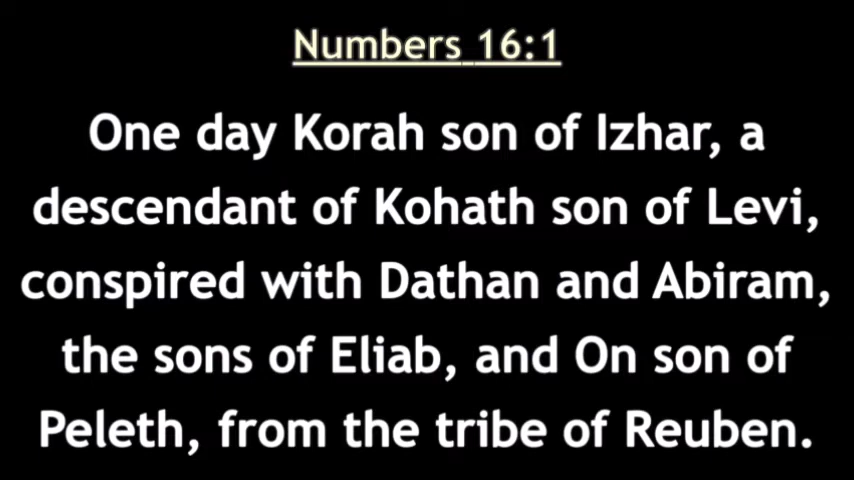 Numbers 16:1
One day Korah son of Izhar, a
descendant of Kohath son of Levi,
conspired with Dathan and Abiram,
the sons of Eliab, and On son of
Peleth, from the tribe of Reuben.